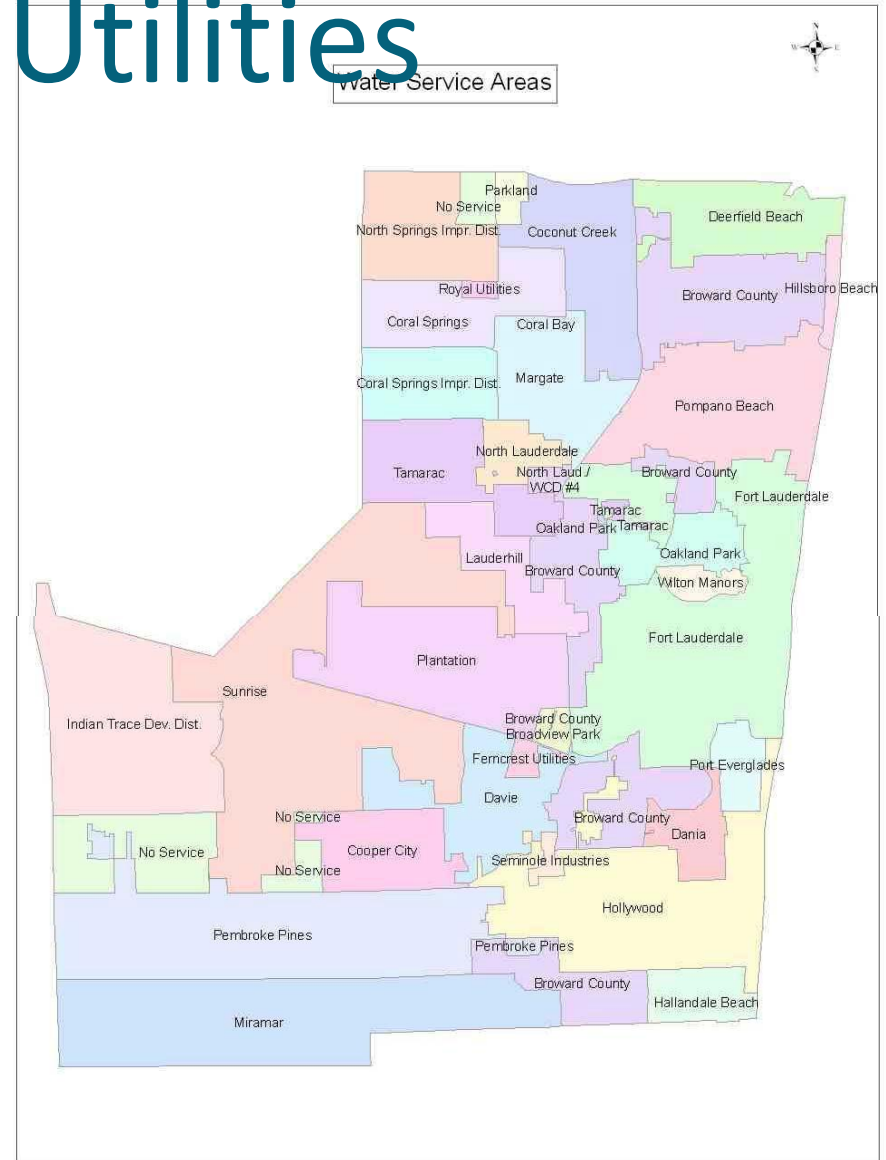 Utilities
N
W E
S
Water Service Areas
Parkland
No Service
North Springs Impr. Dist.
Coconut Creek
Deerfield Beach
Royal Utilities
Broward County
Hillsboro Beach
Coral Springs
Coral Bay
Coral Springs Impr. Dist.
Margate
Pompano Beach
North Lauderdale
Tamarac
North Laud./
WCD #4
Broward County
Fort Lauderdale
Tamarac
Oakland Park
Tamarac
Lauderhill
Oakland Park
Broward County
Wilton Manors
Fort Lauderdale
Plantation
Sunrise
Indian Trace Dev. Dist.
Broward County
Broadview Park
Ferncrest Utilities
Port Everglades
Davie
No Service
Broward County
Dania
No Service
Cooper City
Seminole Industries
No Service
Hollywood
Pembroke Pines
Pembroke Pines
Broward County
Hallandale Beach
Miramar